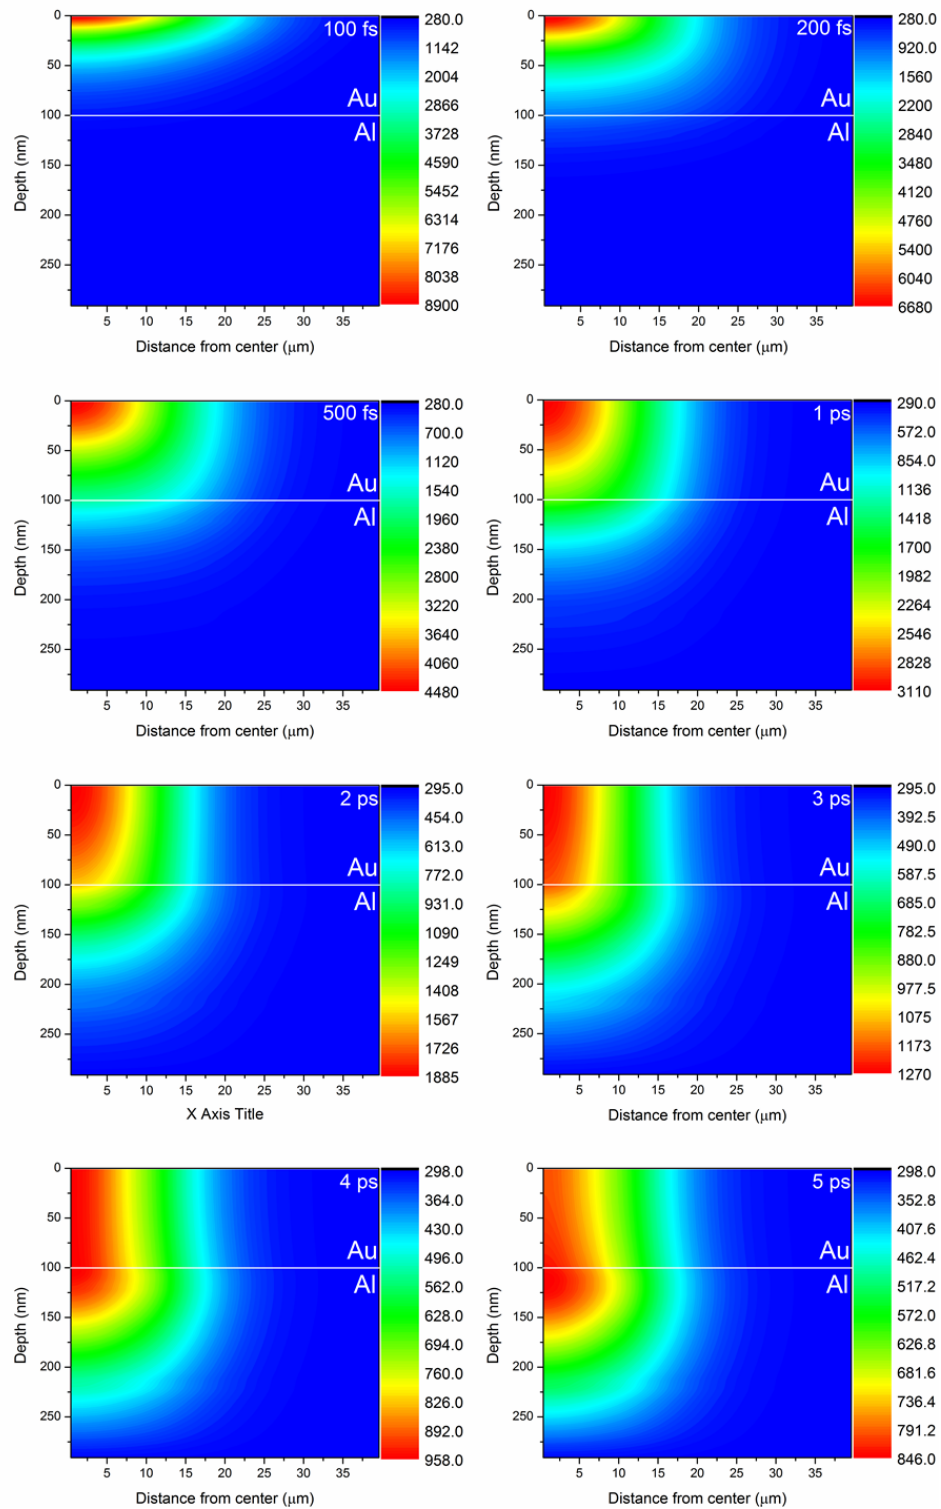 0
50
100
150
200
250
Depth (nm)
100 fs
Au
Al
5 10 15 20 25 30 35
Distance from center (μm)
280.0
1142
2004
2866
3728
4590
5452
6314
7176
8038
8900
0
50
100
150
200
250
Depth (nm)
200 fs
Au
Al
5 10 15 20 25 30 35
Distance from center (μm)
280.0
920.0
1560
2200
2840
3480
4120
4760
5400
6040
6680
0
50
100
150
200
250
Depth (nm)
500 fs
Au
Al
5 10 15 20 25 30 35
Distance from center (μm)
280.0
700.0
1120
1540
1960
2380
2800
3220
3640
4060
4480
0
50
100
150
200
250
Depth (nm)
1 ps
Au
Al
5 10 15 20 25 30 35
Distance from center (μm)
290.0
572.0
854.0
1136
1418
1700
1982
2264
2546
2828
3110
0
50
100
150
200
250
Depth (nm)
2 ps
Au
Al
5 10 15 20 25 30 35
X Axis Title
295.0
454.0
613.0
772.0
931.0
1090
1249
1408
1567
1726
1885
0
50
100
150
200
250
Depth (nm)
3 ps
Au
Al
5 10 15 20 25 30 35
Distance from center (μm)
295.0
392.5
490.0
587.5
685.0
782.5
880.0
977.5
1075
1173
1270
0
50
100
150
200
250
Depth (nm)
4 ps
Au
Al
5 10 15 20 25 30 35
Distance from center (μm)
298.0
364.0
430.0
496.0
562.0
628.0
694.0
760.0
826.0
892.0
958.0
0
50
100
150
200
250
Depth (nm)
5 ps
Au
Al
5 10 15 20 25 30 35
Distance from center (μm)
298.0
352.8
407.6
462.4
517.2
572.0
626.8
681.6
736.4
791.2
846.0